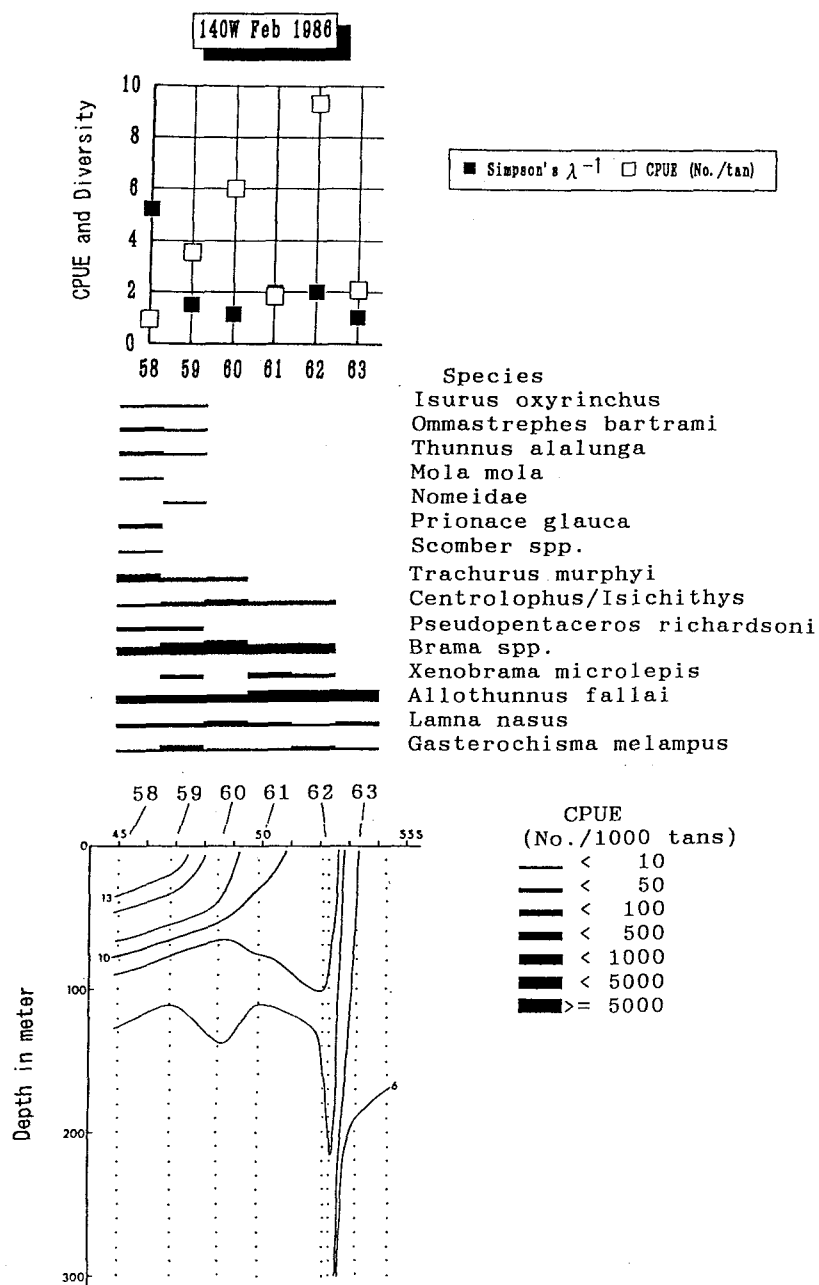 140W Feb 1986
10
8
6
4
2
0
CPUE and Diversity
58 59 60 61 62 63
■ Simpson's λ⁻¹ □ CPUE (No./tan)
Species
Isurus oxyrinchus
Ommastrephes bartrami
Thunnus alalunga
Mola mola
Nomeidae
Prionace glauca
Scomber spp.
Trachurus murphyi
Centrolophus/Isichithys
Pseudopentaceros richardsoni
Brama spp.
Xenobrama microlepis
Allothunnus fallai
Lamna nasus
Gasterochisma melampus
58 59 60 61 62 63
45 50 55S
0
13
10
100
6
200
300
Depth in meter
CPUE
(No./1000 tans)
< 10
< 50
< 100
< 500
< 1000
< 5000
>= 5000